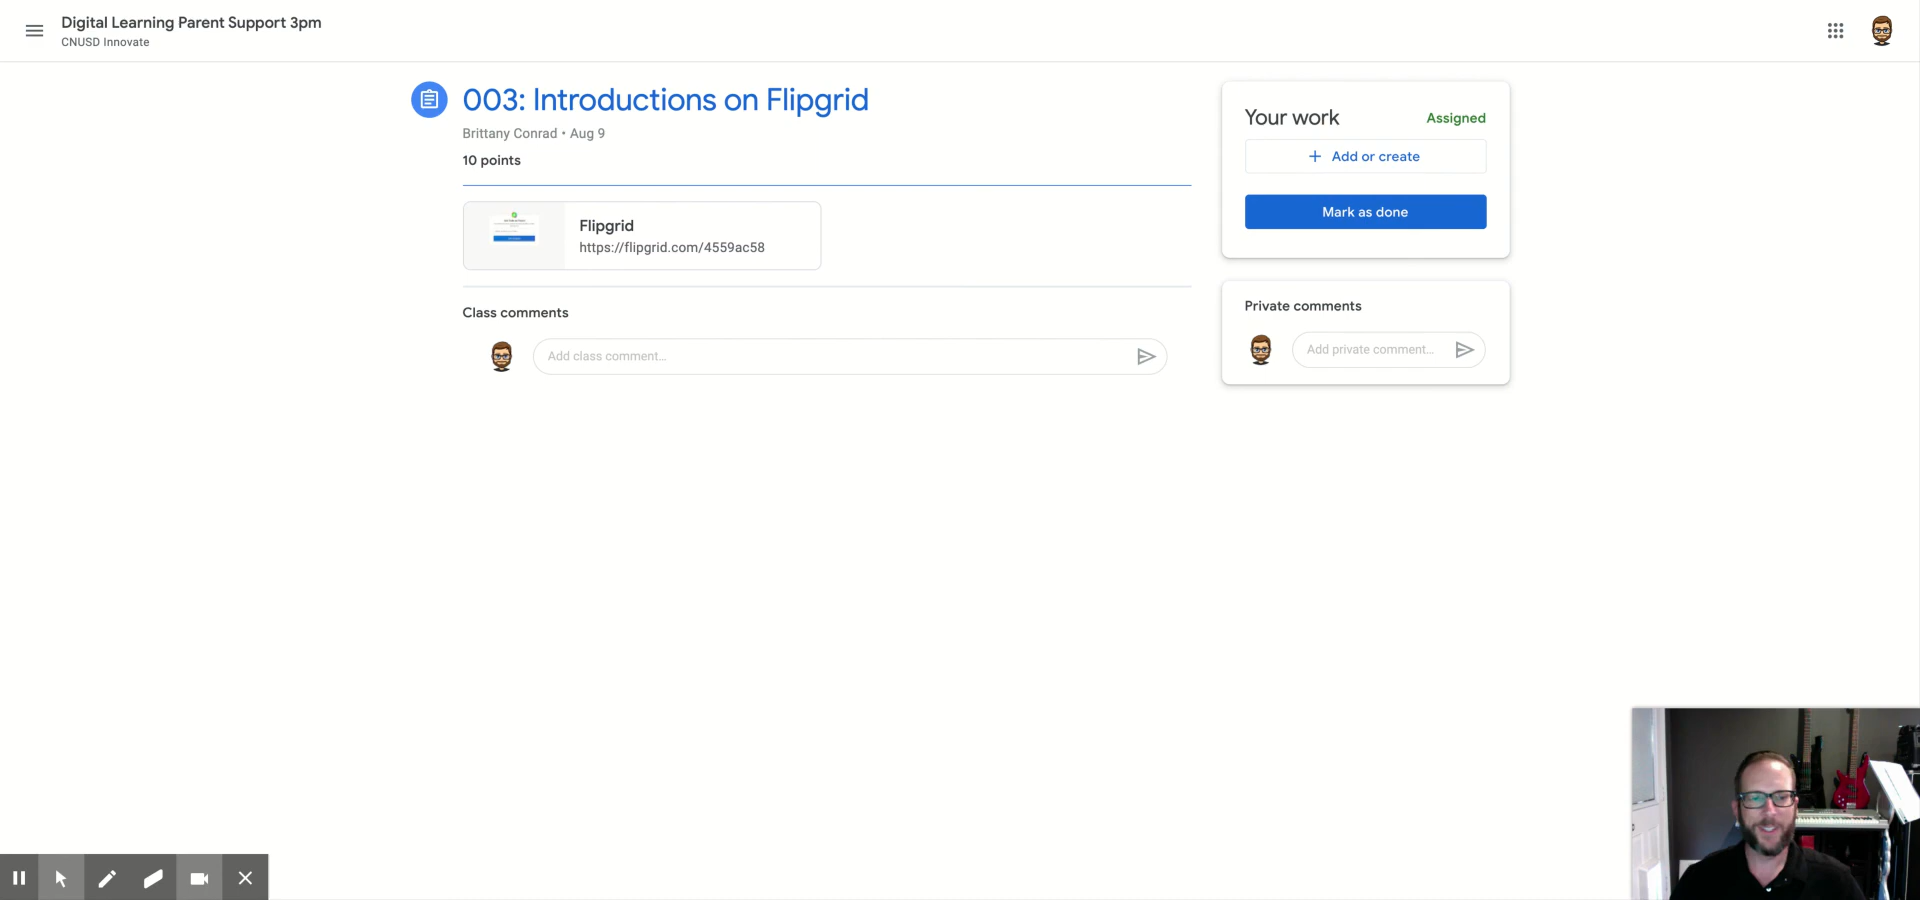 Digital Learning Parent Support 3pm
CNUSD Innovate
003: Introductions on Flipgrid
Brittany Conrad • Aug 9
10 points
Flipgrid
https://flipgrid.com/4559ac58
Class comments
Add class comment...
Your work
Assigned
+ Add or create
Mark as done
Private comments
Add private comment...